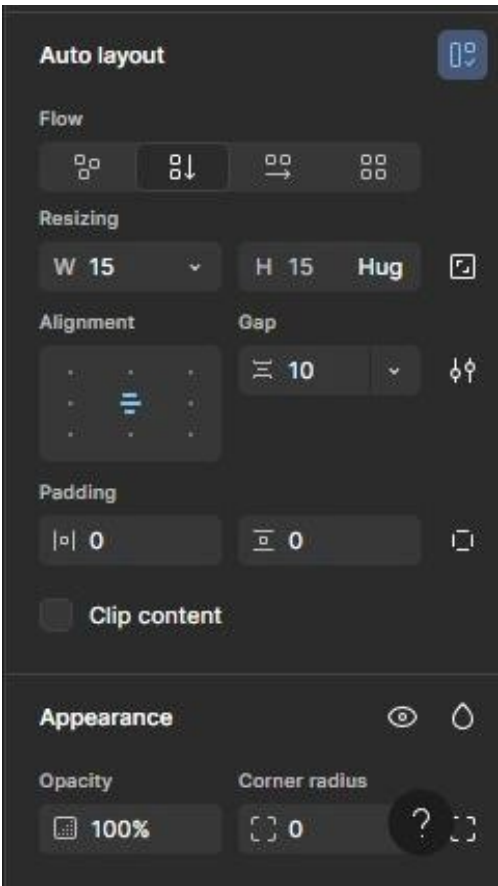 Auto layout
Flow
Resizing
W 15 H 15 Hug
Alignment Gap
10
Padding
0 0
Clip content
Appearance
Opacity Corner radius
100% 0 ?